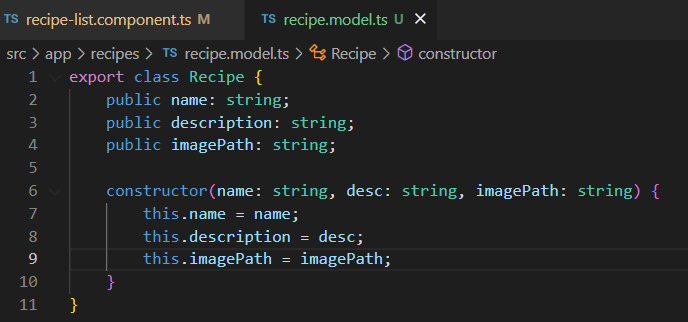 TS recipe-list.component.ts M TS recipe.model.ts U
src > app > recipes > TS recipe.model.ts > Recipe > constructor
1 export class Recipe {
2     public name: string;
3     public description: string;
4     public imagePath: string;
5
6     constructor(name: string, desc: string, imagePath: string) {
7         this.name = name;
8         this.description = desc;
9         this.imagePath = imagePath;
10     }
11 }